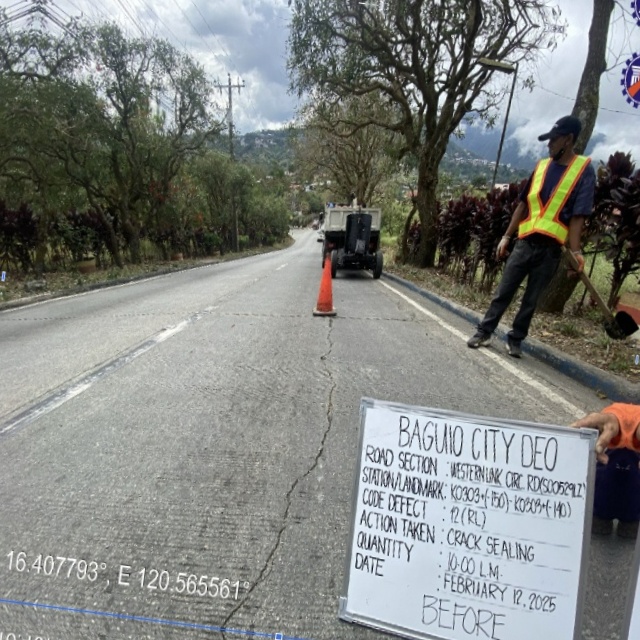 BAGUIO CITY DEO
ROAD SECTION : WESTERN LINK CIRC. RD(S00529LZ)
STATION/LANDMARK: K0303+(-150)-K0303+(-140)
CODE DEFECT : 12 (RL)
ACTION TAKEN : CRACK SEALING
QUANTITY : 10.00 L.M.
DATE : FEBRUARY 12, 2025
BEFORE
16.407793°, E 120.565561°